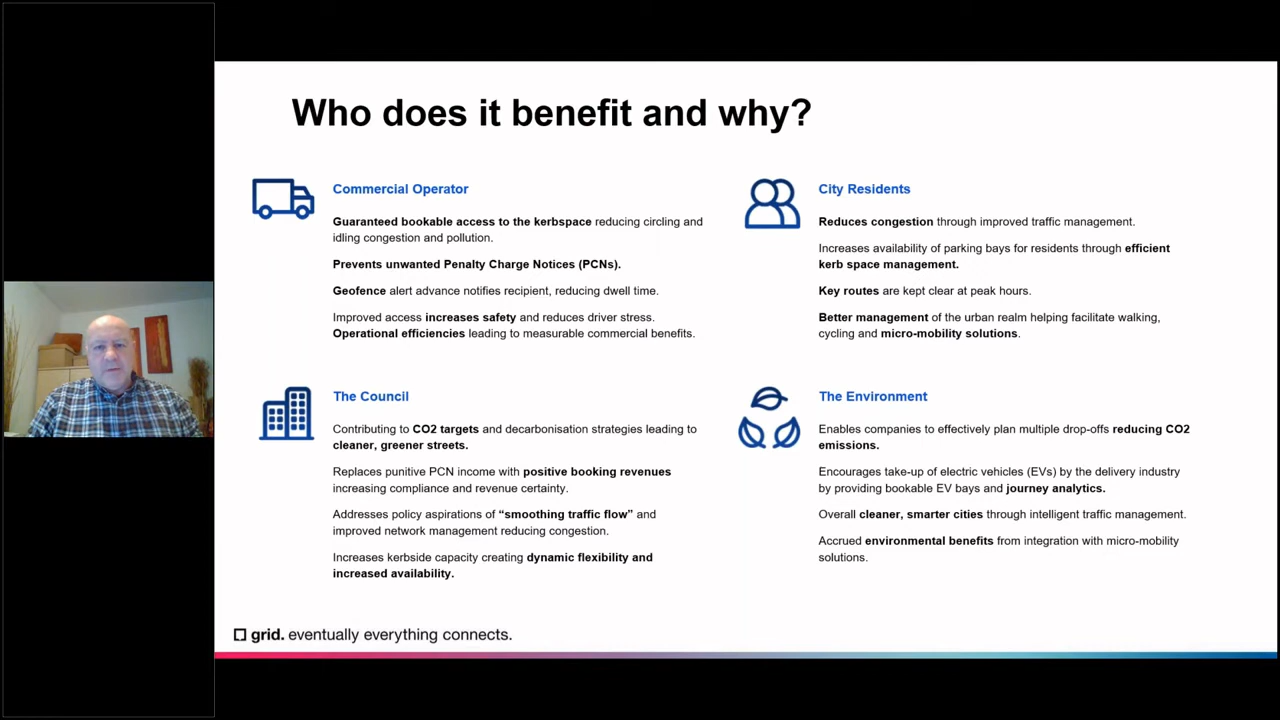 Who does it benefit and why?
Commercial Operator
Guaranteed bookable access to the kerbspace reducing circling and
idling congestion and pollution.
Prevents unwanted Penalty Charge Notices (PCNs).
Geofence alert advance notifies recipient, reducing dwell time.
Improved access increases safety and reduces driver stress.
Operational efficiencies leading to measurable commercial benefits.
City Residents
Reduces congestion through improved traffic management.
Increases availability of parking bays for residents through efficient
kerb space management.
Key routes are kept clear at peak hours.
Better management of the urban realm helping facilitate walking,
cycling and micro-mobility solutions.
The Council
Contributing to CO2 targets and decarbonisation strategies leading to
cleaner, greener streets.
Replaces punitive PCN income with positive booking revenues
increasing compliance and revenue certainty.
Addresses policy aspirations of “smoothing traffic flow” and
improved network management reducing congestion.
Increases kerbside capacity creating dynamic flexibility and
increased availability.
The Environment
Enables companies to effectively plan multiple drop-offs reducing CO2
emissions.
Encourages take-up of electric vehicles (EVs) by the delivery industry
by providing bookable EV bays and journey analytics.
Overall cleaner, smarter cities through intelligent traffic management.
Accrued environmental benefits from integration with micro-mobility
solutions.
grid. eventually everything connects.